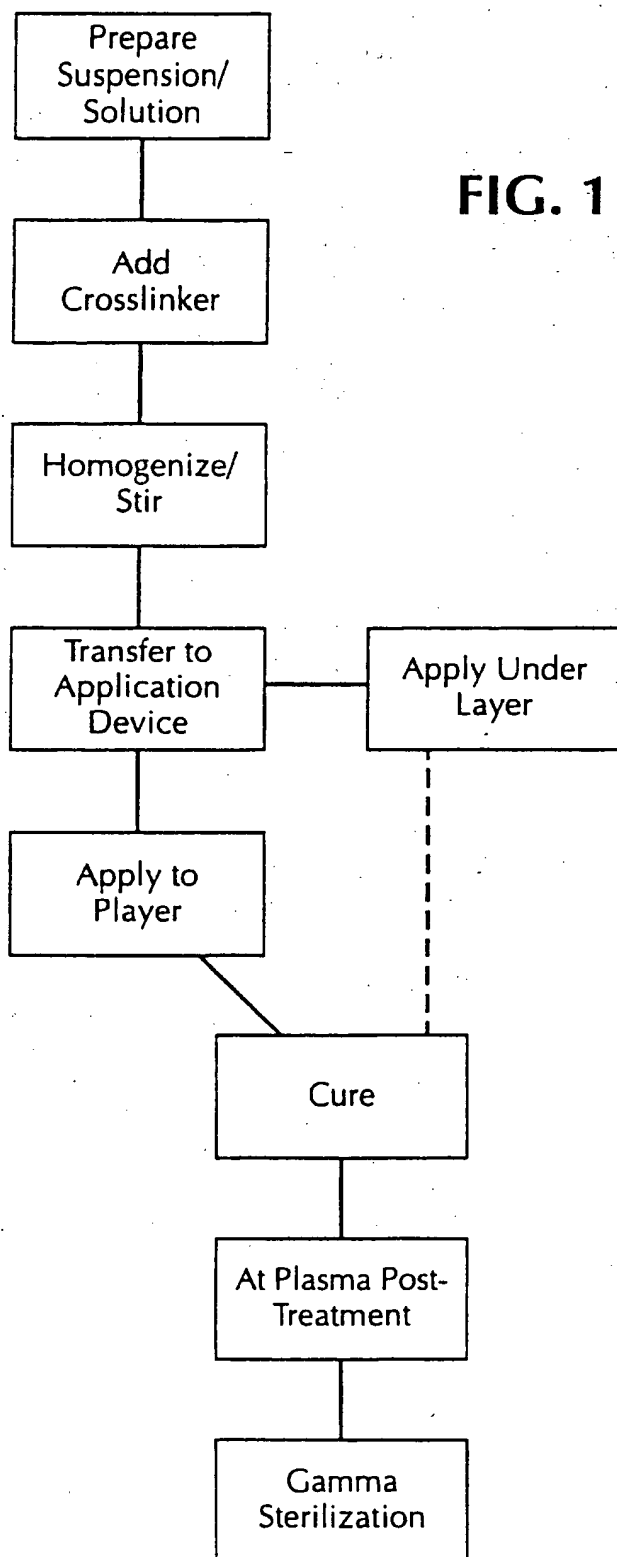 Prepare
Suspension/
Solution
FIG. 1
Add
Crosslinker
Homogenize/
Stir
Transfer to
Application
Device
Apply Under
Layer
Apply to
Player
Cure
At Plasma Post-
Treatment
Gamma
Sterilization